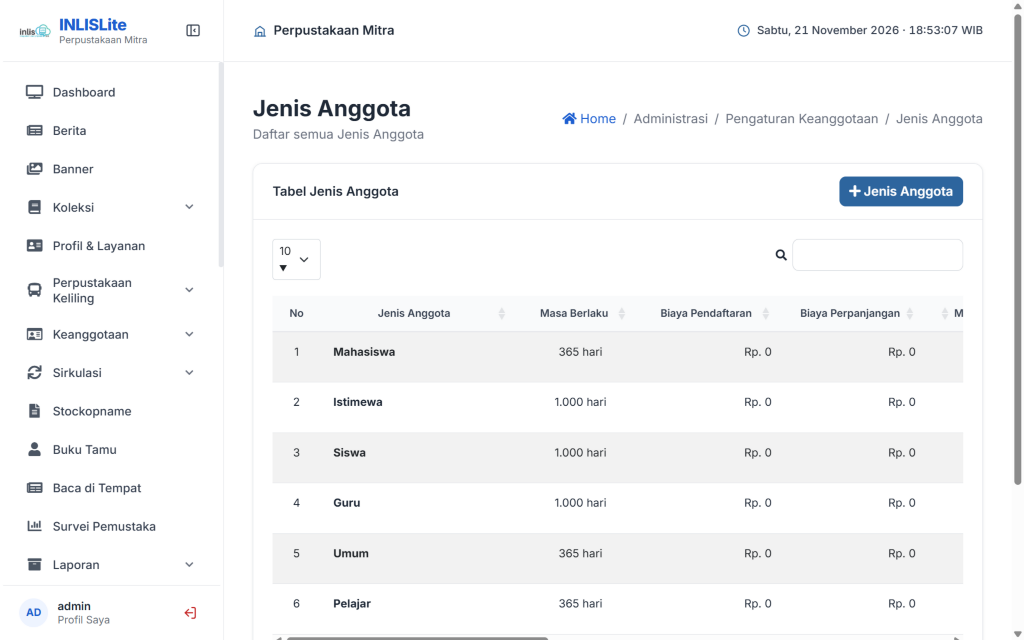 inlis
INLISLite
Perpustakaan Mitra
Perpustakaan Mitra
Sabtu, 21 November 2026 · 18:53:07 WIB
Dashboard
Berita
Banner
Koleksi
Profil & Layanan
Perpustakaan
Keliling
Keanggotaan
Sirkulasi
Stockopname
Buku Tamu
Baca di Tempat
Survei Pemustaka
Laporan
AD
admin
Profil Saya
Jenis Anggota
Daftar semua Jenis Anggota
Home / Administrasi / Pengaturan Keanggotaan / Jenis Anggota
Tabel Jenis Anggota
+ Jenis Anggota
10
No Jenis Anggota Masa Berlaku Biaya Pendaftaran Biaya Perpanjangan M
1 Mahasiswa 365 hari Rp. 0 Rp. 0
2 Istimewa 1.000 hari Rp. 0 Rp. 0
3 Siswa 1.000 hari Rp. 0 Rp. 0
4 Guru 1.000 hari Rp. 0 Rp. 0
5 Umum 365 hari Rp. 0 Rp. 0
6 Pelajar 365 hari Rp. 0 Rp. 0